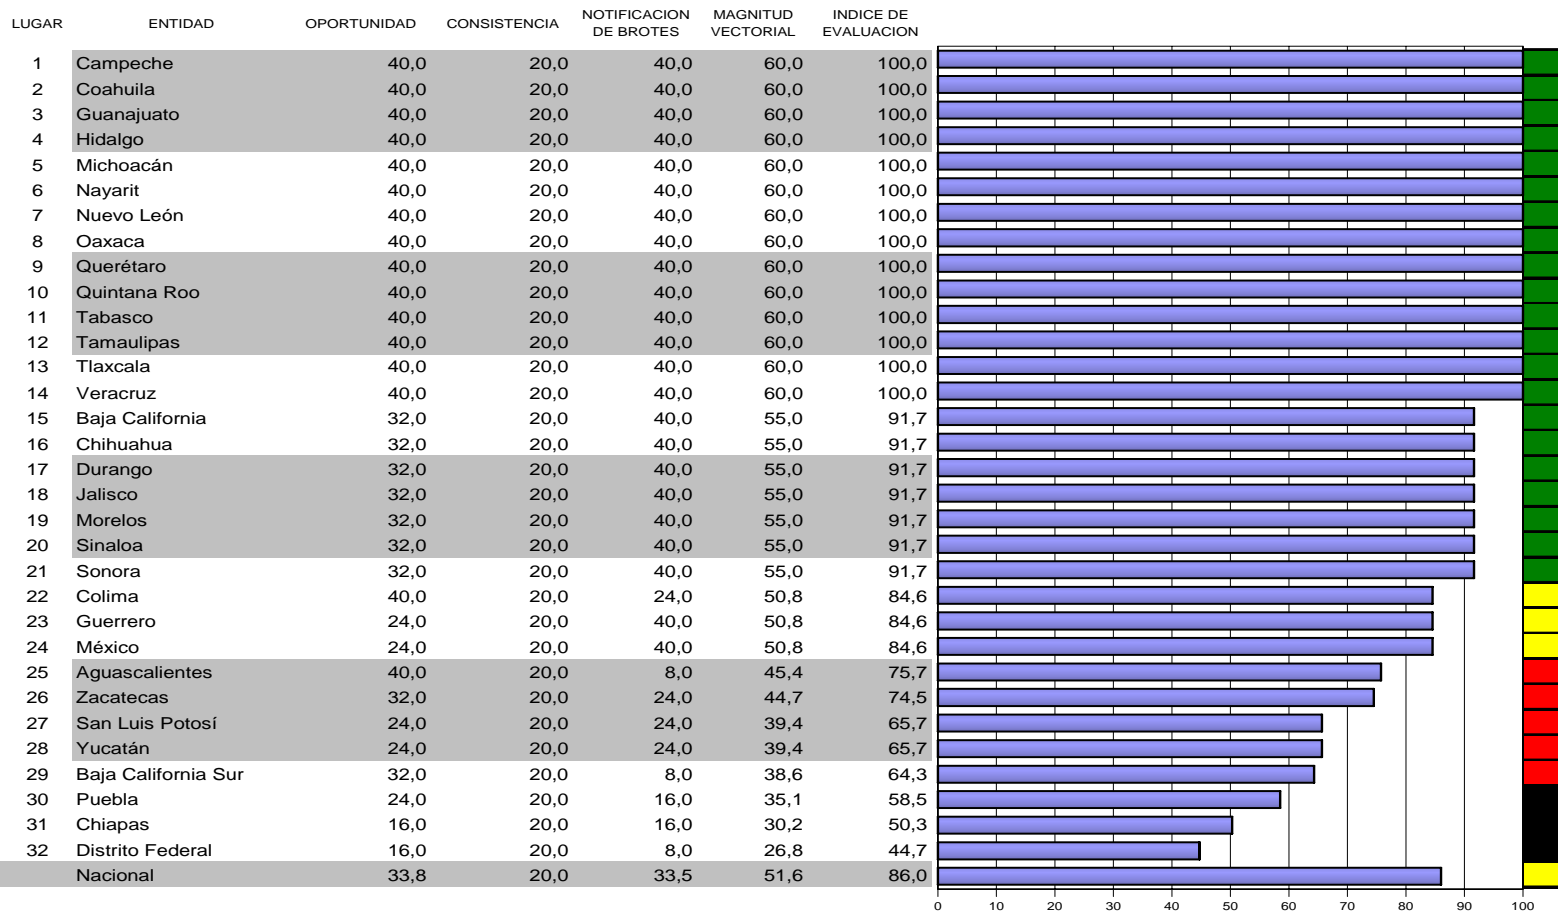 LUGAR ENTIDAD OPORTUNIDAD CONSISTENCIA NOTIFICACION DE BROTES MAGNITUD VECTORIAL INDICE DE EVALUACION
1 Campeche 40,0 20,0 40,0 60,0 100,0
2 Coahuila 40,0 20,0 40,0 60,0 100,0
3 Guanajuato 40,0 20,0 40,0 60,0 100,0
4 Hidalgo 40,0 20,0 40,0 60,0 100,0
5 Michoacán 40,0 20,0 40,0 60,0 100,0
6 Nayarit 40,0 20,0 40,0 60,0 100,0
7 Nuevo León 40,0 20,0 40,0 60,0 100,0
8 Oaxaca 40,0 20,0 40,0 60,0 100,0
9 Querétaro 40,0 20,0 40,0 60,0 100,0
10 Quintana Roo 40,0 20,0 40,0 60,0 100,0
11 Tabasco 40,0 20,0 40,0 60,0 100,0
12 Tamaulipas 40,0 20,0 40,0 60,0 100,0
13 Tlaxcala 40,0 20,0 40,0 60,0 100,0
14 Veracruz 40,0 20,0 40,0 60,0 100,0
15 Baja California 32,0 20,0 40,0 55,0 91,7
16 Chihuahua 32,0 20,0 40,0 55,0 91,7
17 Durango 32,0 20,0 40,0 55,0 91,7
18 Jalisco 32,0 20,0 40,0 55,0 91,7
19 Morelos 32,0 20,0 40,0 55,0 91,7
20 Sinaloa 32,0 20,0 40,0 55,0 91,7
21 Sonora 32,0 20,0 40,0 55,0 91,7
22 Colima 40,0 20,0 24,0 50,8 84,6
23 Guerrero 24,0 20,0 40,0 50,8 84,6
24 México 24,0 20,0 40,0 50,8 84,6
25 Aguascalientes 40,0 20,0 8,0 45,4 75,7
26 Zacatecas 32,0 20,0 24,0 44,7 74,5
27 San Luis Potosí 24,0 20,0 24,0 39,4 65,7
28 Yucatán 24,0 20,0 24,0 39,4 65,7
29 Baja California Sur 32,0 20,0 8,0 38,6 64,3
30 Puebla 24,0 20,0 16,0 35,1 58,5
31 Chiapas 16,0 20,0 16,0 30,2 50,3
32 Distrito Federal 16,0 20,0 8,0 26,8 44,7
Nacional 33,8 20,0 33,5 51,6 86,0
0 10 20 30 40 50 60 70 80 90 100